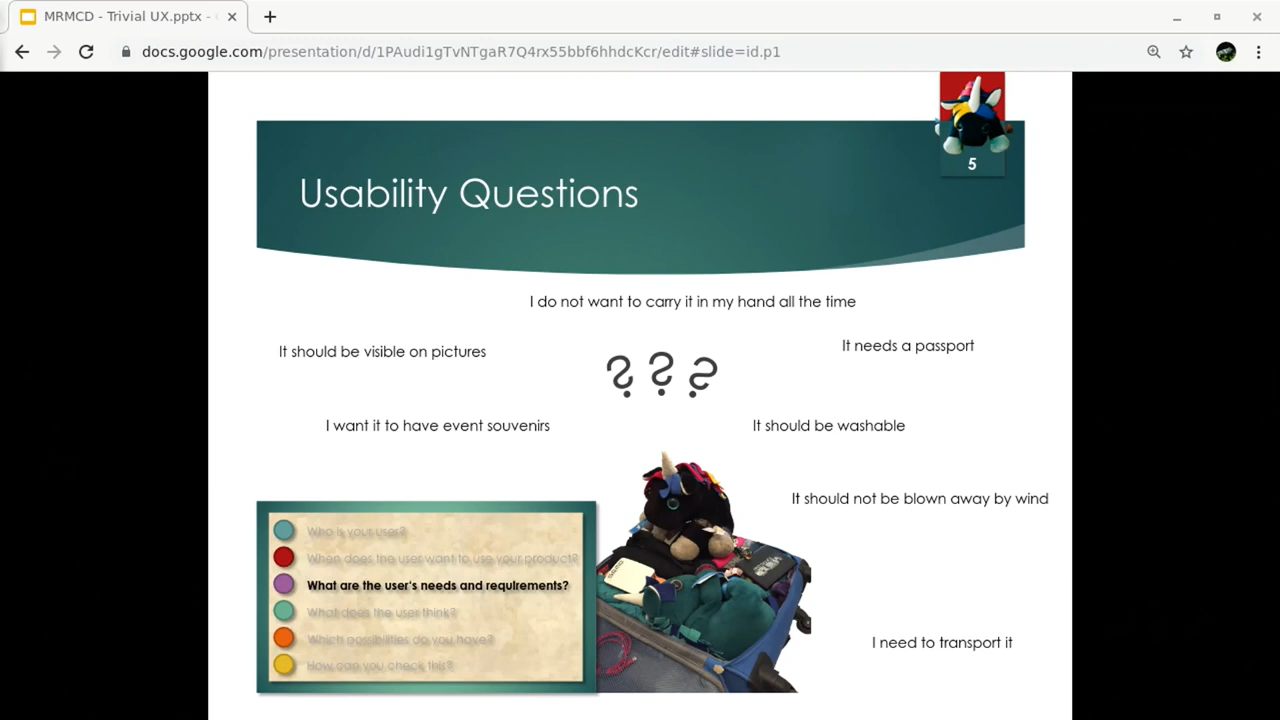 MRMCD - Trivial UX.pptx -
docs.google.com/presentation/d/1PAudi1gTvNTgaR7Q4rx55bbf6hhdcKcr/edit#slide=id.p1
5
Usability Questions
I do not want to carry it in my hand all the time
It should be visible on pictures
It needs a passport
???
I want it to have event souvenirs
It should be washable
It should not be blown away by wind
Who is your user?
When does the user want to use your product?
What are the user's needs and requirements?
What does the user think?
Which possibilities do you have?
How can you check this?
I need to transport it